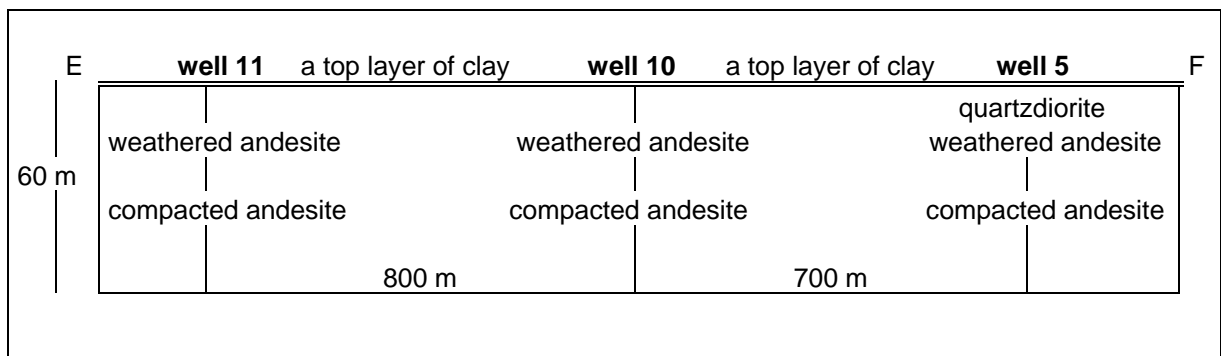 E well 11 a top layer of clay well 10 a top layer of clay well 5 F
quartzdiorite
weathered andesite weathered andesite weathered andesite
60 m
compacted andesite compacted andesite compacted andesite
800 m 700 m